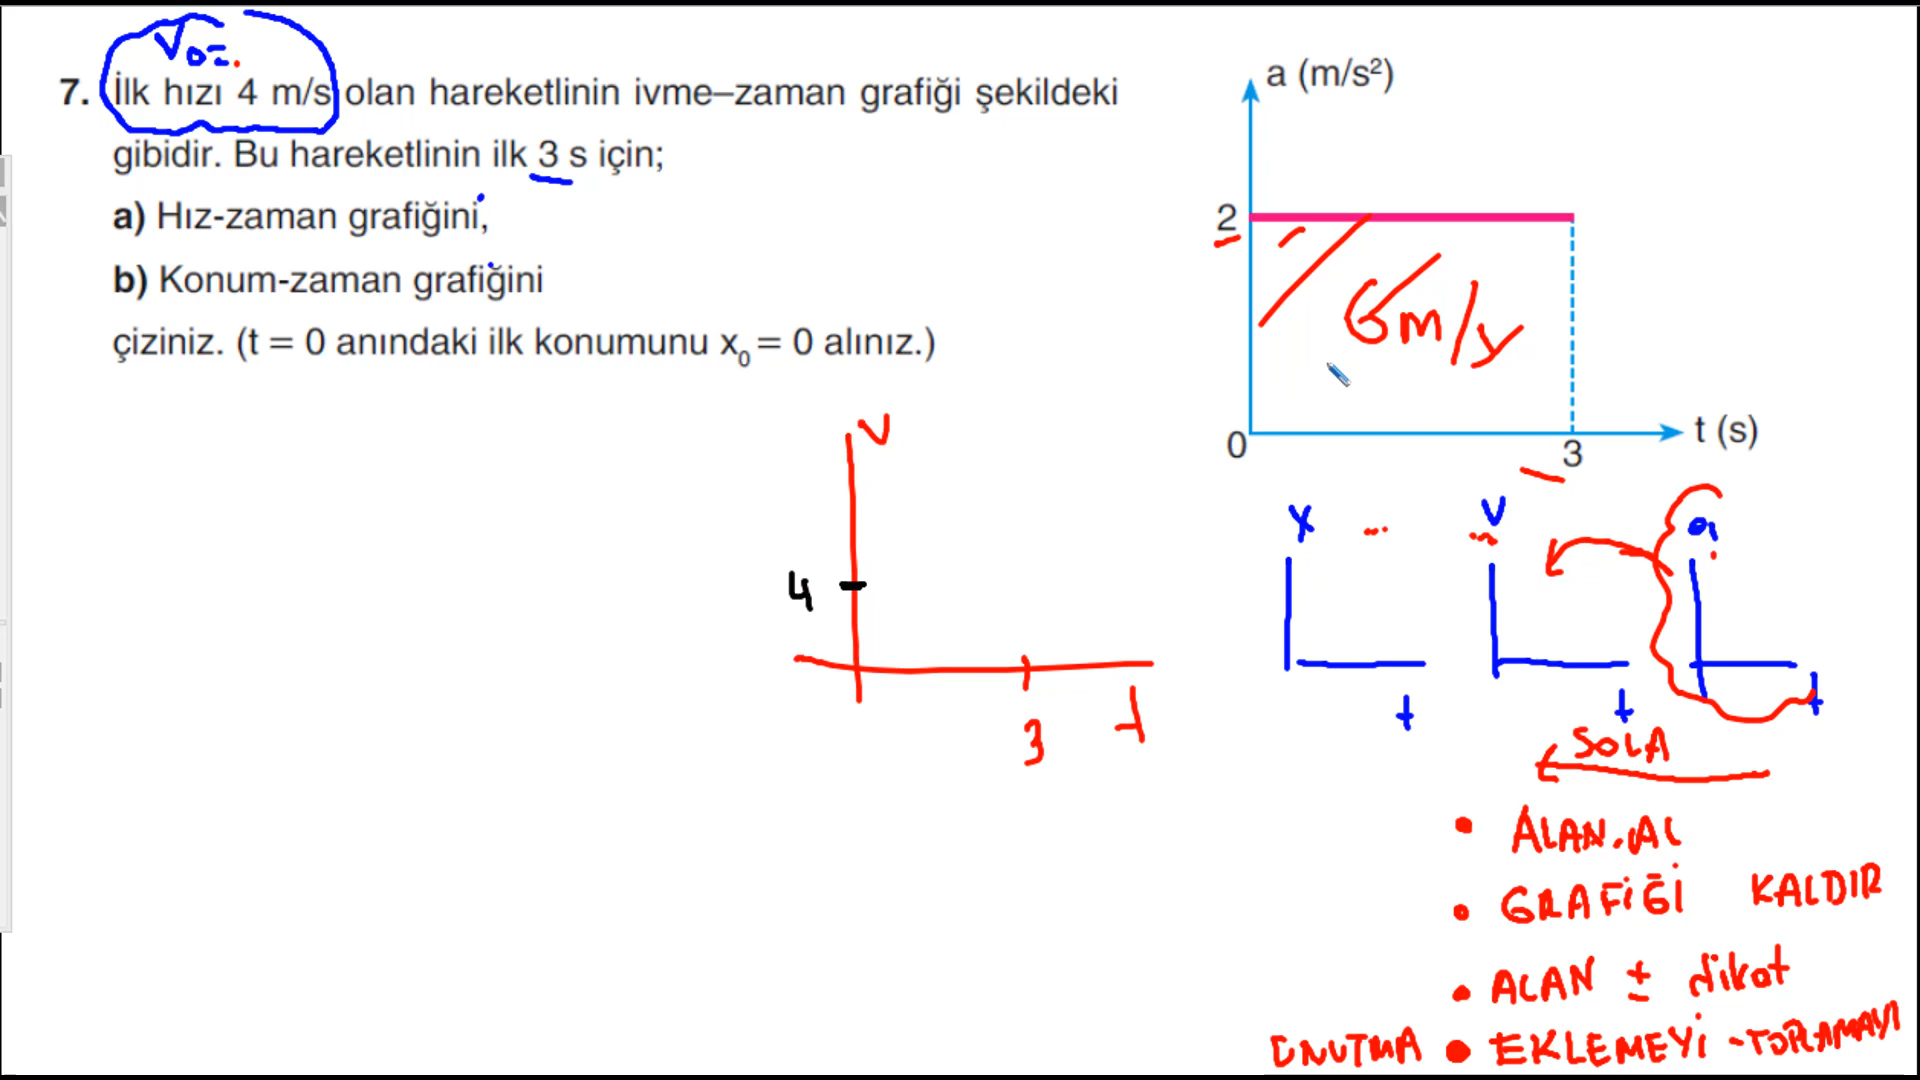 V0=.
7. İlk hızı 4 m/s olan hareketlinin ivme–zaman grafiği şekildeki
gibidir. Bu hareketlinin ilk 3 s için;
a) Hız-zaman grafiğini,
b) Konum-zaman grafiğini
çiziniz. (t = 0 anındaki ilk konumunu x0 = 0 alınız.)
a (m/s²)
2
6m/s
0
3
t (s)
V
4
3
t
X
V
a
t
t
t
SOLA
• ALAN.AL
• GRAFİĞİ KALDIR
• ALAN ± dikat
UNUTMA • EKLEMEYİ - TOPLAMAYI